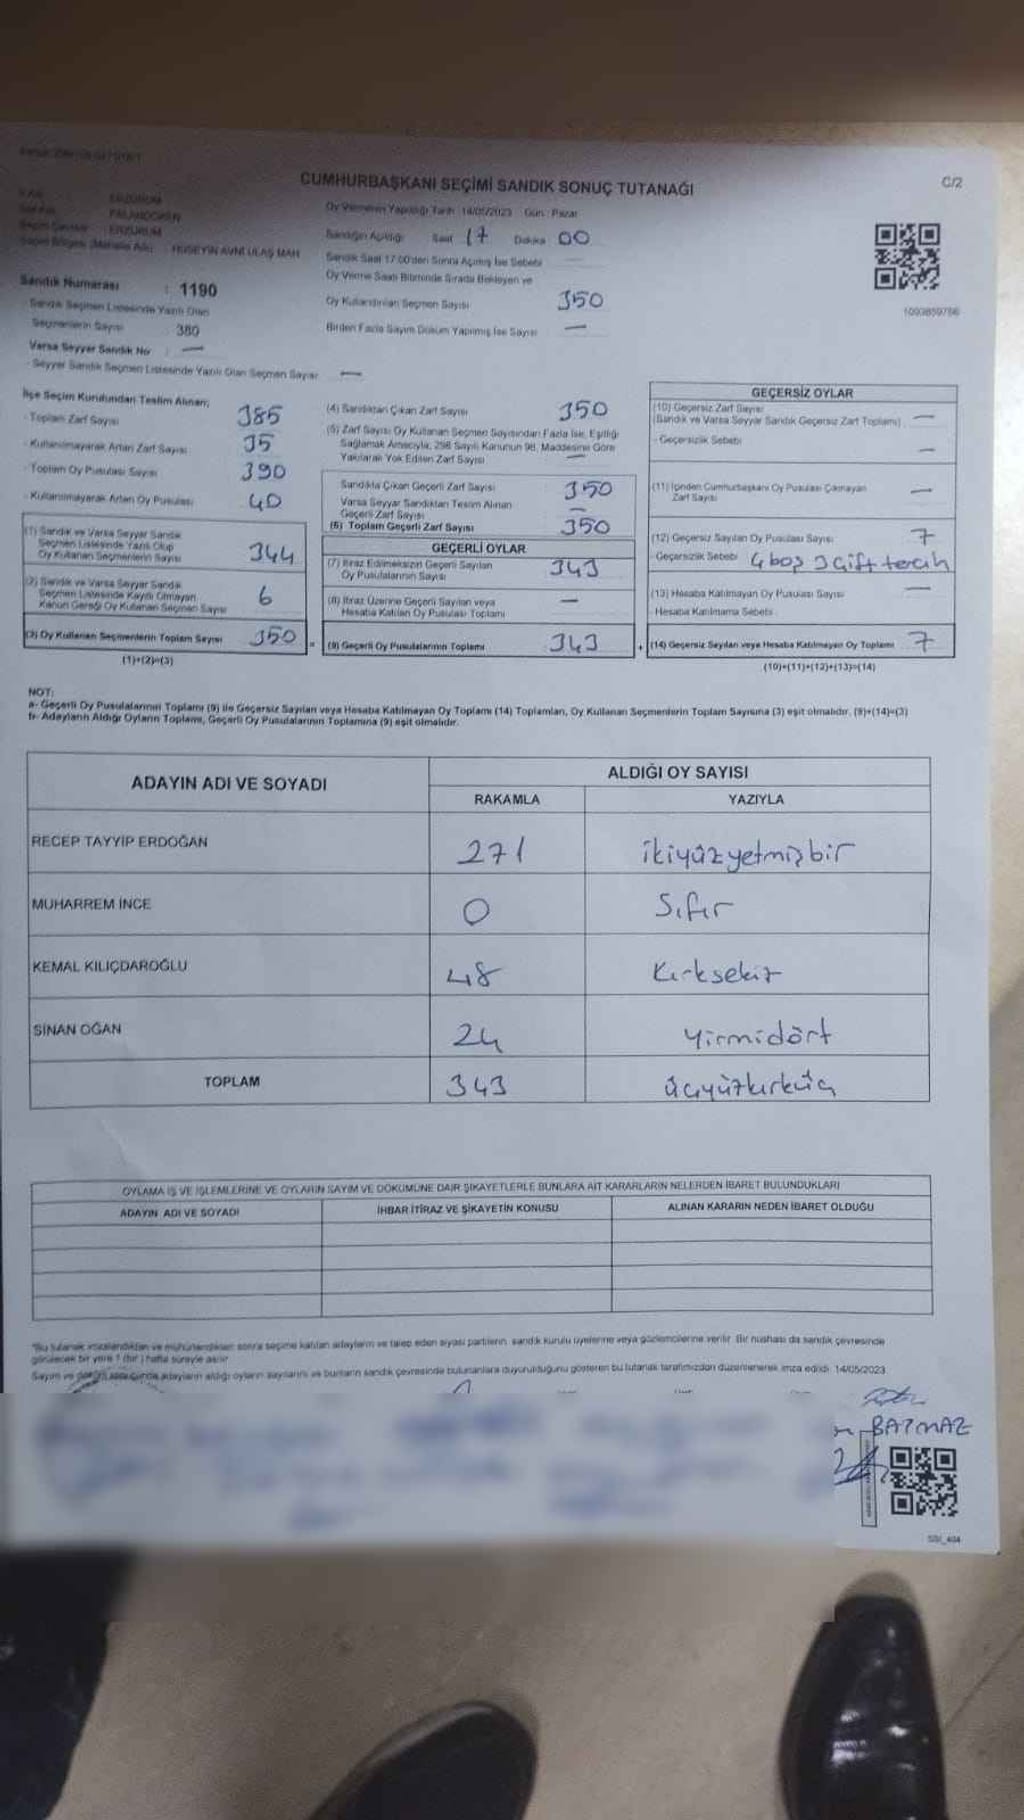 CUMHURBAŞKANI SEÇİMİ SANDIK SONUÇ TUTANAĞI
C/2
ERZURUM
PALANDÖKEN
ERZURUM
HÜSEYİN AVNİ ULAŞ MAH
Oy Vermenin Yapıldığı Tarih : 14/05/2023 Gün : Pazar
Sandığın Açıldığı Saat 17 Dakika 00
Sandık Saat 17.00'den Sonra Açılmış İse Sebebi
Oy Verme Saati Bitiminde Sırada Bekleyen ve
Oy Kullandırılan Seçmen Sayısı 350
Birden Fazla Sayım Döküm Yapılmış İse Sayısı —
1093859766
Sandık Numarası : 1190
Sandık Seçmen Listesinde Yazılı Olan
Seçmenlerin Sayısı 380
Varsa Seyyar Sandık No : —
Seyyar Sandık Seçmen Listesinde Yazılı Olan Seçmen Sayısı —
İlçe Seçim Kurulundan Teslim Alınan;
- Toplam Zarf Sayısı 385
- Kullanılmayarak Artan Zarf Sayısı 35
- Toplam Oy Pusulası Sayısı 390
- Kullanılmayarak Artan Oy Pusulası 40
(1) Sandık ve Varsa Seyyar Sandık
Seçmen Listesinde Yazılı Olup
Oy Kullanan Seçmenlerin Sayısı 344
(2) Sandık ve Varsa Seyyar Sandık
Seçmen Listesinde Kayıtlı Olmayan
Kanun Gereği Oy Kullanan Seçmen Sayısı 6
(3) Oy Kullanan Seçmenlerin Toplam Sayısı 350 =
(1)+(2)=(3)
(4) Sandıktan Çıkan Zarf Sayısı 350
(5) Zarf Sayısı Oy Kullanan Seçmen Sayısından Fazla İse, Eşitliği
Sağlamak Amacıyla, 298 Sayılı Kanunun 98. Maddesine Göre
Yakılarak Yok Edilen Zarf Sayısı —
Sandıkta Çıkan Geçerli Zarf Sayısı 350
Varsa Seyyar Sandıktan Teslim Alınan
Geçerli Zarf Sayısı —
(6) Toplam Geçerli Zarf Sayısı 350
GEÇERLİ OYLAR
(7) İtiraz Edilmeksizin Geçerli Sayılan
Oy Pusulalarının Sayısı 343
(8) İtiraz Üzerine Geçerli Sayılan veya
Hesaba Katılan Oy Pusulası Toplamı —
(9) Geçerli Oy Pusulalarının Toplamı 343 +
GEÇERSİZ OYLAR
(10) Geçersiz Zarf Sayısı
(Sandık ve Varsa Seyyar Sandık Geçersiz Zarf Toplamı) —
- Geçersizlik Sebebi —
(11) İçinden Cumhurbaşkanı Oy Pusulası Çıkmayan
Zarf Sayısı —
(12) Geçersiz Sayılan Oy Pusulası Sayısı 7
Geçersizlik Sebebi 4 boş 3 çift tercih
(13) Hesaba Katılmayan Oy Pusulası Sayısı —
Hesaba Katılmama Sebebi
(14) Geçersiz Sayılan veya Hesaba Katılmayan Oy Toplamı 7
(10)+(11)+(12)+(13)=(14)
NOT:
a- Geçerli Oy Pusulalarının Toplamı (9) ile Geçersiz Sayılan veya Hesaba Katılmayan Oy Toplamı (14) Toplamları, Oy Kullanan Seçmenlerin Toplam Sayısına (3) eşit olmalıdır. (9)+(14)=(3)
b- Adayların Aldığı Oyların Toplamı, Geçerli Oy Pusulalarının Toplamına (9) eşit olmalıdır.
ADAYIN ADI VE SOYADI ALDIĞI OY SAYISI
RAKAMLA YAZIYLA
RECEP TAYYİP ERDOĞAN 271 ikiyüzyetmişbir
MUHARREM İNCE 0 Sıfır
KEMAL KILIÇDAROĞLU 48 Kırksekiz
SİNAN OĞAN 24 Yirmidört
TOPLAM 343 üçyüzkırküç
OYLAMA İŞ VE İŞLEMLERİNE VE OYLARIN SAYIM VE DÖKÜMÜNE DAİR ŞİKAYETLERLE BUNLARA AİT KARARLARIN NELERDEN İBARET BULUNDUKLARI
ADAYIN ADI VE SOYADI İHBAR İTİRAZ VE ŞİKAYETİN KONUSU ALINAN KARARIN NEDEN İBARET OLDUĞU
*Bu tutanak imzalandıktan ve mühürlendikten sonra seçime katılan adayların ve talep eden siyasi partilerin, sandık kurulu üyelerine veya gözlemcilerine verilir. Bir nüshası da sandık çevresinde
görülecek bir yere 1 (bir) hafta süreyle asılır.
Sayım ve adayların aldığı oyların sayılarını ve bunların sandık çevresinde bulunanlara duyurulduğunu gösteren bu tutanak tarafımızdan düzenlenerek imza edildi. 14/05/2023
BATMAZ